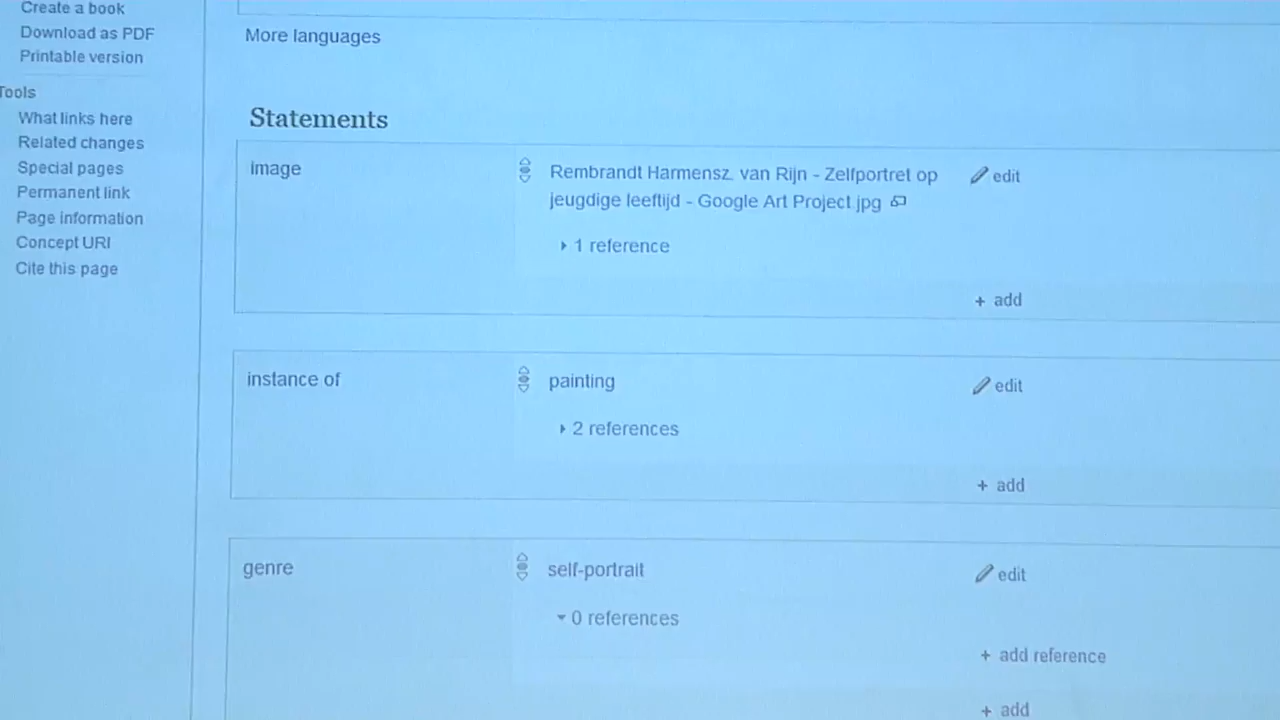 Create a book
Download as PDF
Printable version
Tools
What links here
Related changes
Special pages
Permanent link
Page information
Concept URI
Cite this page
More languages
Statements
image
Rembrandt Harmensz. van Rijn - Zelfportret op
jeugdige leeftijd - Google Art Project.jpg
edit
1 reference
+ add
instance of
painting
edit
2 references
+ add
genre
self-portrait
edit
0 references
+ add reference
+ add